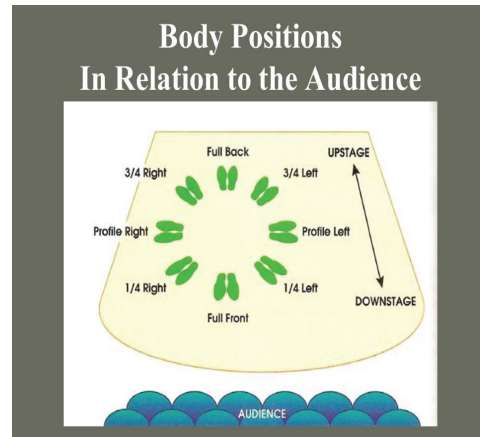 Body Positions
In Relation to the Audience
Full Back
UPSTAGE
3/4 Right
3/4 Left
Profile Right
Profile Left
1/4 Right
1/4 Left
DOWNSTAGE
Full Front
AUDIENCE